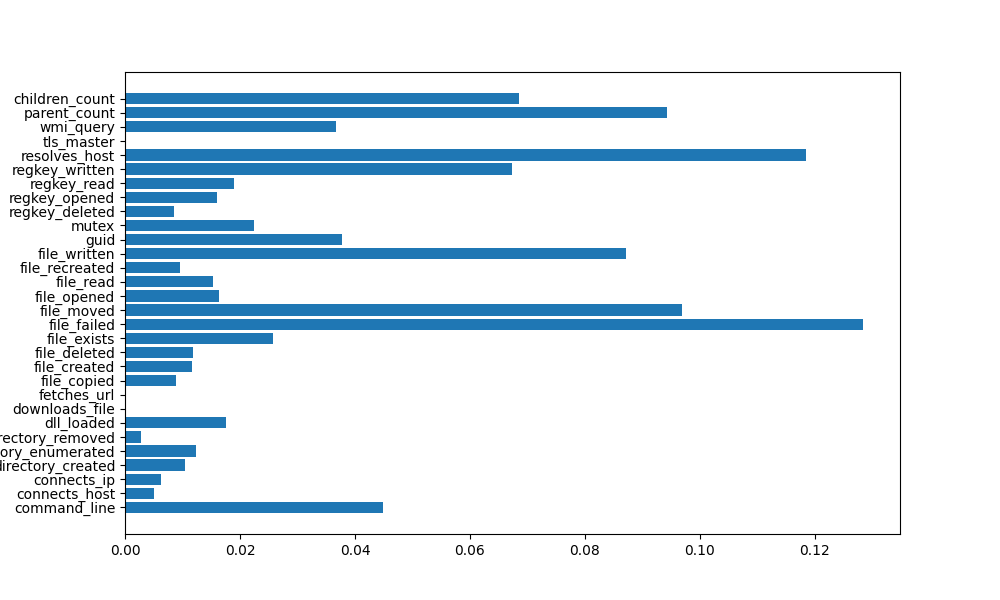 children_count
parent_count
wmi_query
tls_master
resolves_host
regkey_written
regkey_read
regkey_opened
regkey_deleted
mutex
guid
file_written
file_recreated
file_read
file_opened
file_moved
file_failed
file_exists
file_deleted
file_created
file_copied
fetches_url
downloads_file
dll_loaded
rectory_removed
ory_enumerated
directory_created
connects_ip
connects_host
command_line
0.00 0.02 0.04 0.06 0.08 0.10 0.12